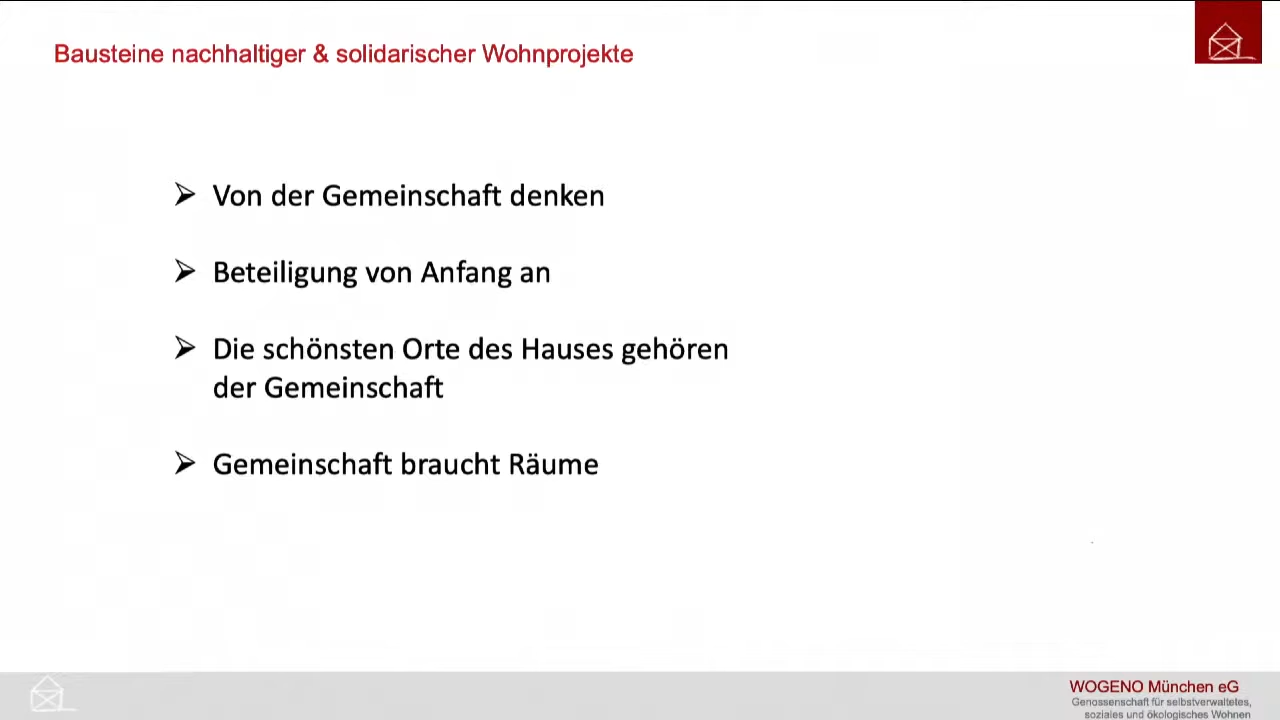 Bausteine nachhaltiger & solidarischer Wohnprojekte
➢ Von der Gemeinschaft denken
➢ Beteiligung von Anfang an
➢ Die schönsten Orte des Hauses gehören
der Gemeinschaft
➢ Gemeinschaft braucht Räume
WOGENO München eG
Genossenschaft für selbstverwaltetes,
soziales und ökologisches Wohnen